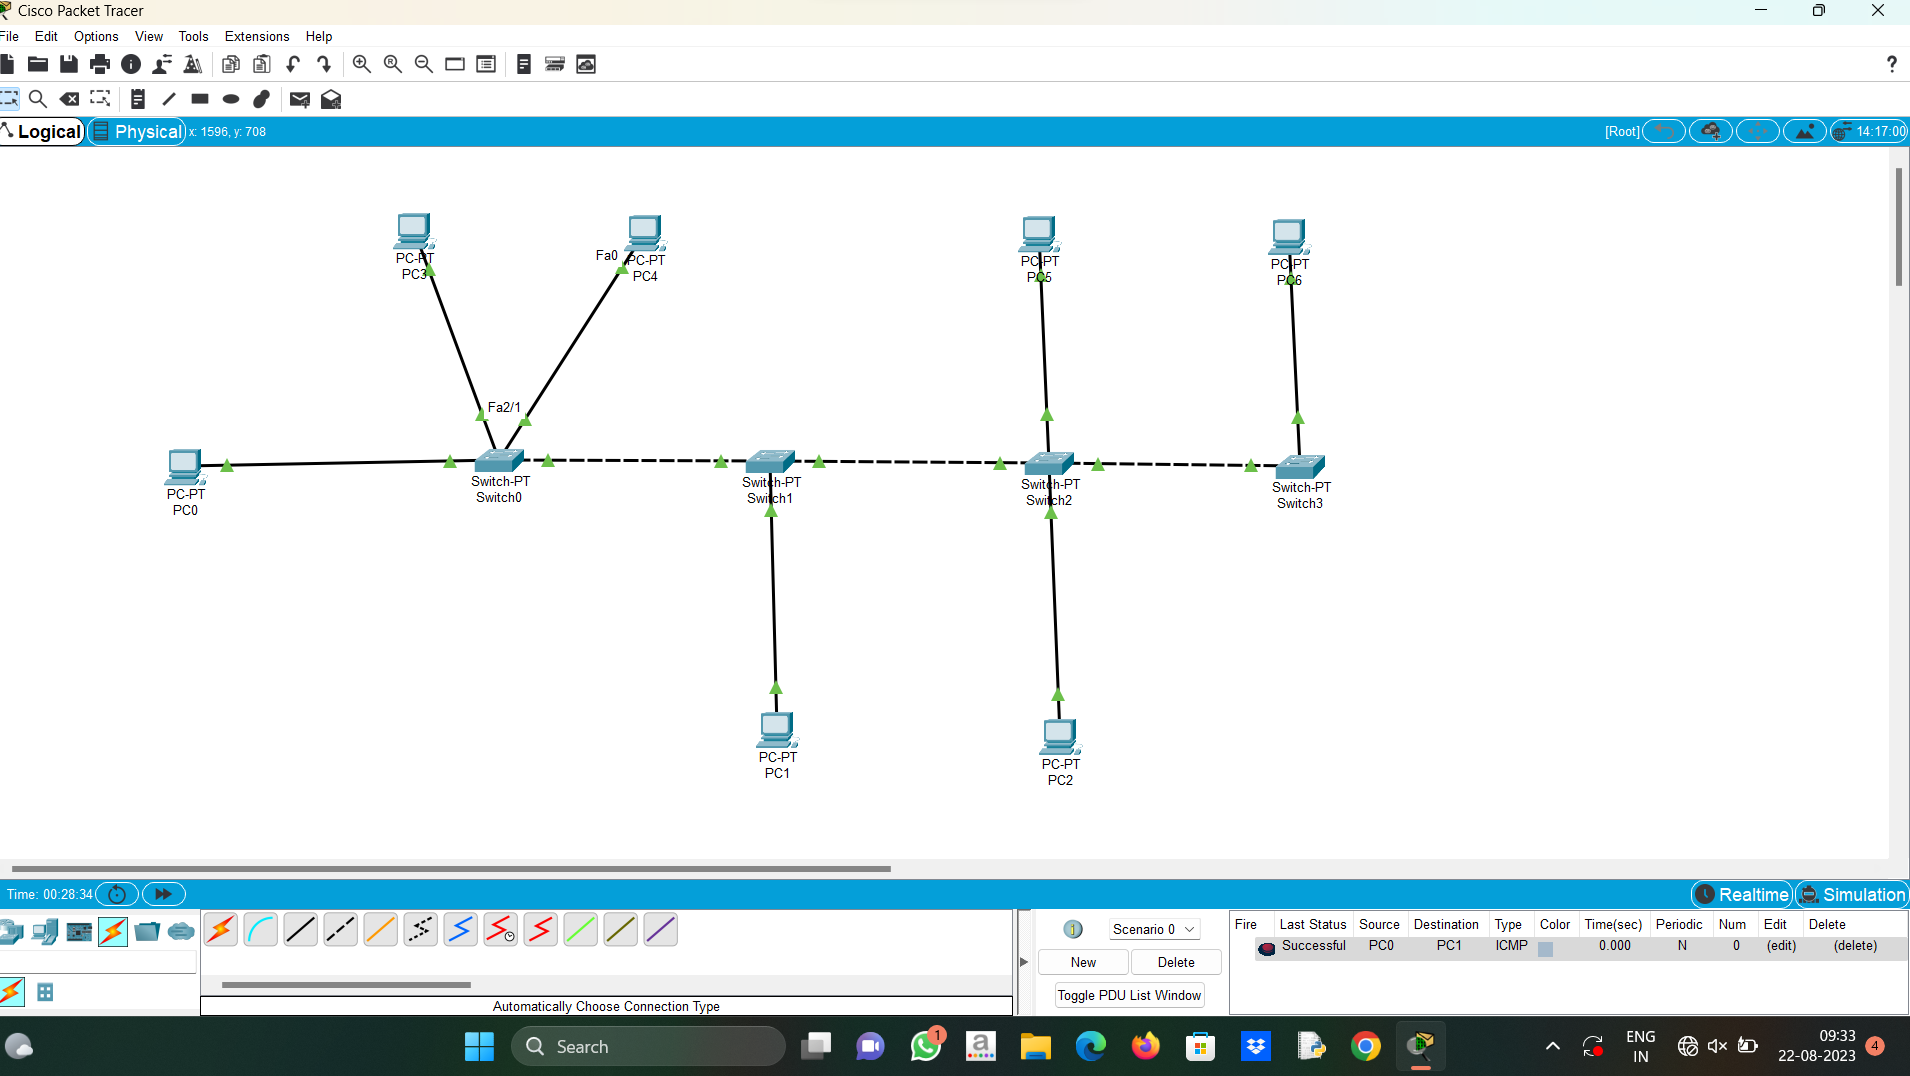 Cisco Packet Tracer
File Edit Options View Tools Extensions Help
?
Logical Physical x: 1596, y: 708 [Root] 14:17:00
PC-PT
PC3
Fa0
PC-PT
PC4
PC-PT
PC5
PC-PT
PC6
Fa2/1
PC-PT
PC0
Switch-PT
Switch0
Switch-PT
Switch1
Switch-PT
Switch2
Switch-PT
Switch3
PC-PT
PC1
PC-PT
PC2
Time: 00:28:34 Realtime Simulation
Scenario 0
New Delete
Toggle PDU List Window
Fire Last Status Source Destination Type Color Time(sec) Periodic Num Edit Delete
Successful PC0 PC1 ICMP 0.000 N 0 (edit) (delete)
Automatically Choose Connection Type
Search
1
a
ENG
IN
09:33
22-08-2023
4